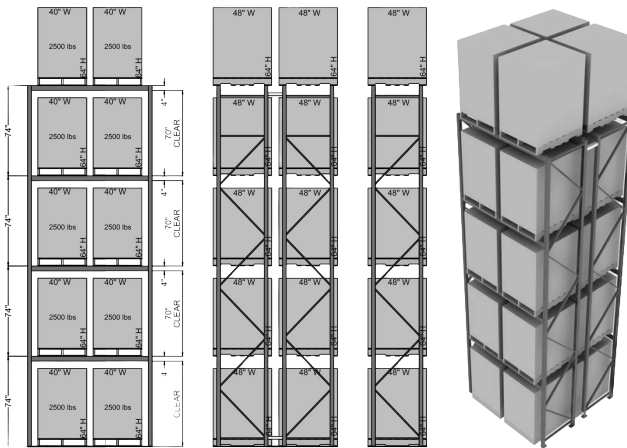 40" W 40" W 48" W 48" W 48" W
2500 lbs 2500 lbs
64" H 64" H 64" H 64" H
40" W 40" W 48" W 48" W 48" W
2500 lbs 2500 lbs
64" H 64" H
74" 4" 70" CLEAR
40" W 40" W 48" W 48" W 48" W
2500 lbs 2500 lbs
64" H 64" H
74" 4" 70" CLEAR
40" W 40" W 48" W 48" W 48" W
2500 lbs 2500 lbs
64" H 64" H
74" 4" 70" CLEAR
40" W 40" W 48" W 48" W 48" W
2500 lbs 2500 lbs
64" H 64" H
74" 4 CLEAR